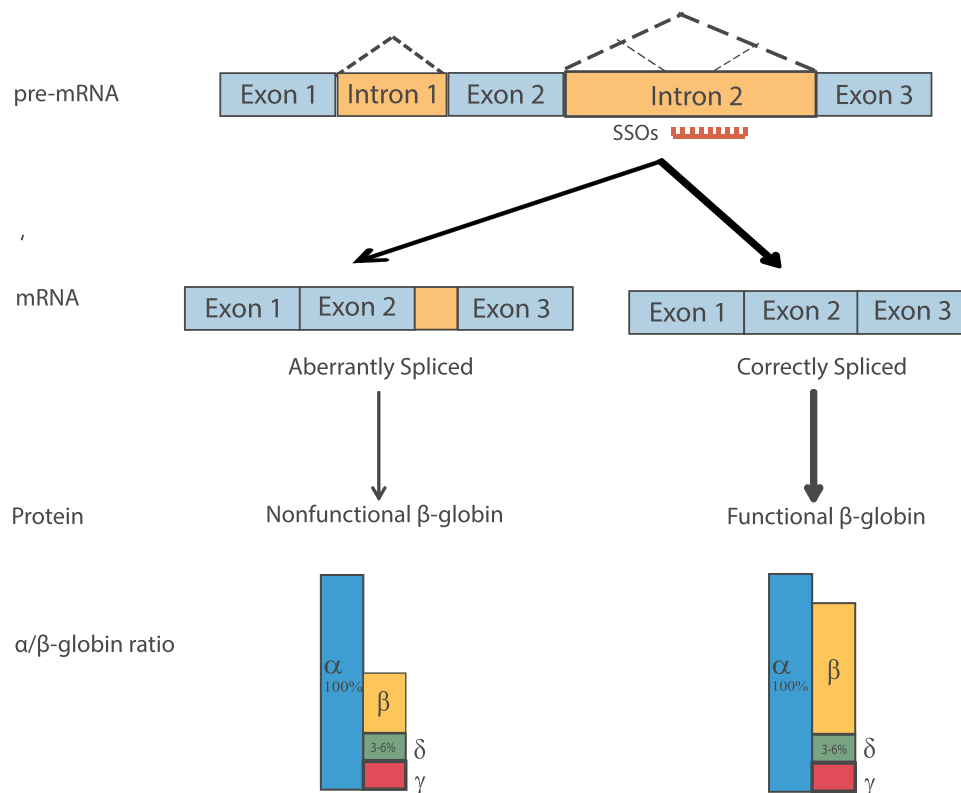 pre-mRNA
Exon 1
Intron 1
Exon 2
Intron 2
Exon 3
SSOs
,
mRNA
Exon 1
Exon 2
Exon 3
Exon 1
Exon 2
Exon 3
Aberrantly Spliced
Correctly Spliced
Protein
Nonfunctional β-globin
Functional β-globin
α/β-globin ratio
α
100%
β
3-6%
δ
γ
α
100%
β
3-6%
δ
γ